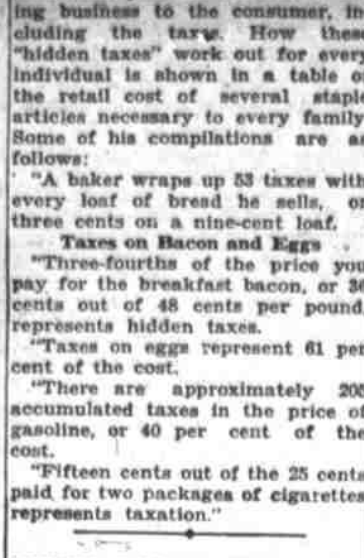 ing business to the consumer, in-
cluding the taxes. How these
"hidden taxes" work out for every
individual is shown in a table of
the retail cost of several staple
articles necessary to every family.
Some of his compilations are as
follows:
"A baker wraps up 53 taxes with
every loaf of bread he sells, or
three cents on a nine-cent loaf.
Taxes on Bacon and Eggs
"Three-fourths of the price you
pay for the breakfast bacon, or 36
cents out of 48 cents per pound,
represents hidden taxes.
"Taxes on eggs represent 61 per
cent of the cost.
"There are approximately 205
accumulated taxes in the price of
gasoline, or 40 per cent of the
cost.
"Fifteen cents out of the 25 cents
paid for two packages of cigarettes
represents taxation."